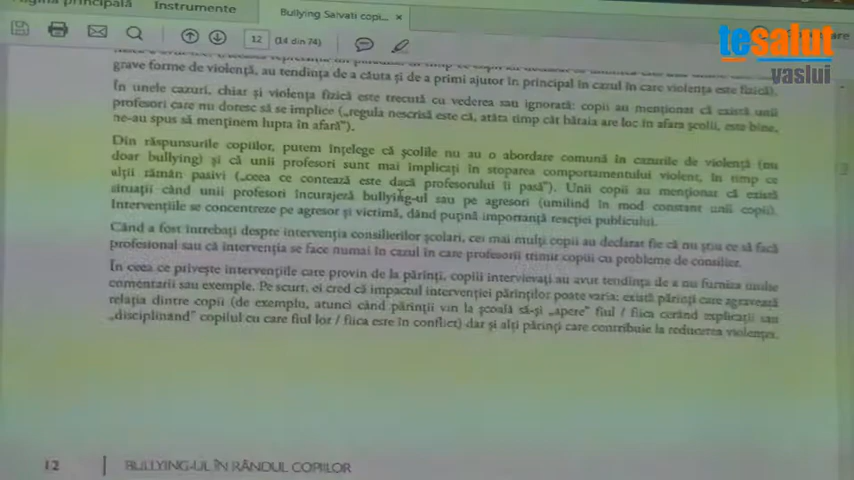 Instrumente
Bullying Salvati copi... ×
12 (14 din 74)
tesalut
vaslui
grave forme de violență, au tendința de a căuta și de a primi ajutor în principal în cazul în care violența este fizică).
În unele cazuri, chiar și violența fizică este trecută cu vederea sau ignorată: copii au menționat că există unii
profesori care nu doresc să se implice („regula nescrisă este că, atâta timp cât bătaia are loc în afara școlii, este bine,
ne-au spus să menținem lupta în afară”).
Din răspunsurile copiilor, putem înțelege că școlile nu au o abordare comună în cazurile de violență (nu
doar bullying) și că unii profesori sunt mai implicați în stoparea comportamentului violent, în timp ce
alții rămân pasivi („ceea ce contează este dacă profesorului îi pasă”). Unii copii au menționat că există
situații când unii profesori încurajeză bullying-ul sau pe agresori (umilind în mod constant unii copii).
Intervențiile se concentreze pe agresor și victimă, dând puțină importanță reacției publicului.
Când a fost întrebați despre intervenția consilierilor școlari, cei mai mulți copii au declarat fie că nu știu ce să facă
profesional sau că intervenția se face numai în cazul în care profesorii trimit copiii cu probleme de consilier.
În ceea ce privește intervențiile care provin de la părinți, copiii intervievați au avut tendința de a nu furniza multe
comentarii sau exemple. Pe scurt, ei cred că impactul intervenției părinților poate varia: există părinți care agravează
relația dintre copii (de exemplu, atunci când părinții vin la școală să-și „apere” fiul / fiica cerând explicații sau
„disciplinând” copilul cu care fiul lor / fiica este în conflict) dar și alți părinți care contribuie la reducerea violenței.
12 | BULLYING-UL ÎN RÂNDUL COPIILOR